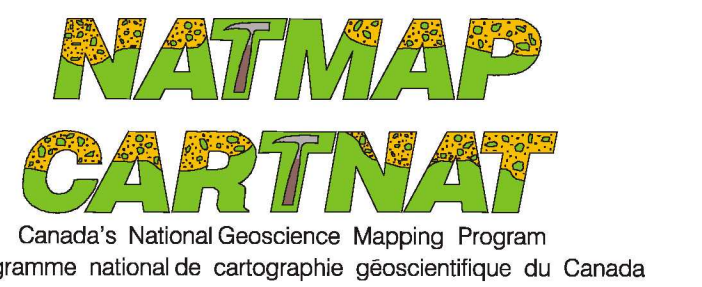 NATMAP
CARTNAT
Canada's National Geoscience Mapping Program
gramme national de cartographie géoscientifique du Canada